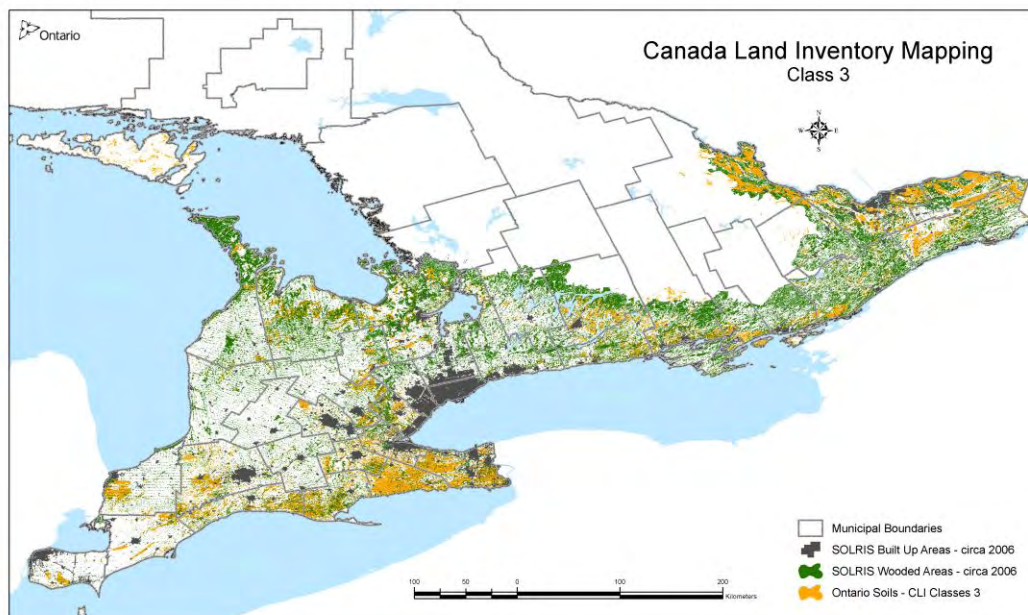 Ontario
Canada Land Inventory Mapping
Class 3
N
W E
S
Municipal Boundaries
SOLRIS Built Up Areas - circa 2006
SOLRIS Wooded Areas - circa 2006
Ontario Soils - CLI Classes 3
100 50 0 100 200
Kilometers